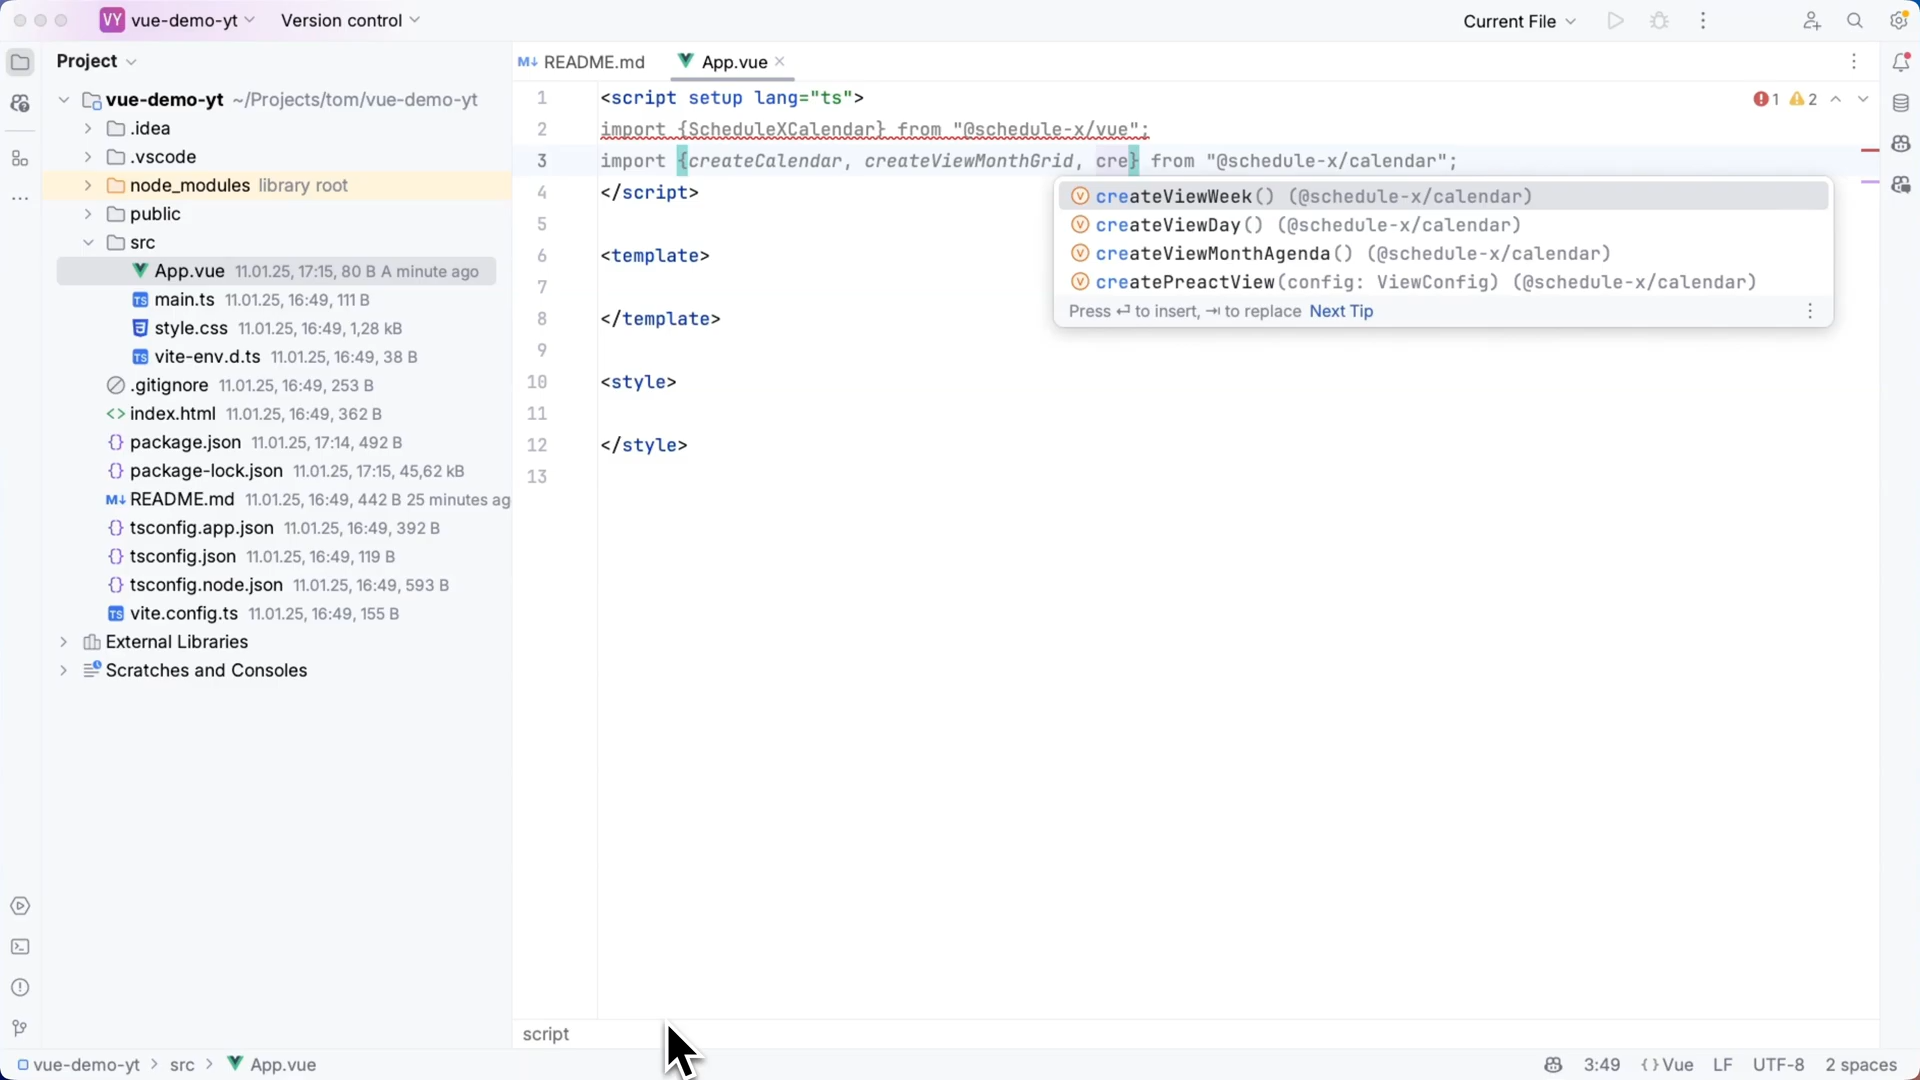 VY vue-demo-yt Version control Current File
Project
vue-demo-yt ~/Projects/tom/vue-demo-yt
.idea
.vscode
node_modules library root
public
src
App.vue 11.01.25, 17:15, 80 B A minute ago
TS main.ts 11.01.25, 16:49, 111 B
style.css 11.01.25, 16:49, 1,28 kB
TS vite-env.d.ts 11.01.25, 16:49, 38 B
.gitignore 11.01.25, 16:49, 253 B
<> index.html 11.01.25, 16:49, 362 B
{} package.json 11.01.25, 17:14, 492 B
{} package-lock.json 11.01.25, 17:15, 45,62 kB
M↓ README.md 11.01.25, 16:49, 442 B 25 minutes ag
{} tsconfig.app.json 11.01.25, 16:49, 392 B
{} tsconfig.json 11.01.25, 16:49, 119 B
{} tsconfig.node.json 11.01.25, 16:49, 593 B
TS vite.config.ts 11.01.25, 16:49, 155 B
External Libraries
Scratches and Consoles
M↓ README.md App.vue
1 <script setup lang="ts">
1 2
2 import {ScheduleXCalendar} from "@schedule-x/vue";
3 import {createCalendar, createViewMonthGrid, cre} from "@schedule-x/calendar";
4 </script>
5
6 <template>
7
8 </template>
9
10 <style>
11
12 </style>
13
createViewWeek() (@schedule-x/calendar)
createViewDay() (@schedule-x/calendar)
createViewMonthAgenda() (@schedule-x/calendar)
createPreactView(config: ViewConfig) (@schedule-x/calendar)
Press ⏎ to insert, ⇥ to replace Next Tip
script
vue-demo-yt > src > App.vue 3:49 {} Vue LF UTF-8 2 spaces